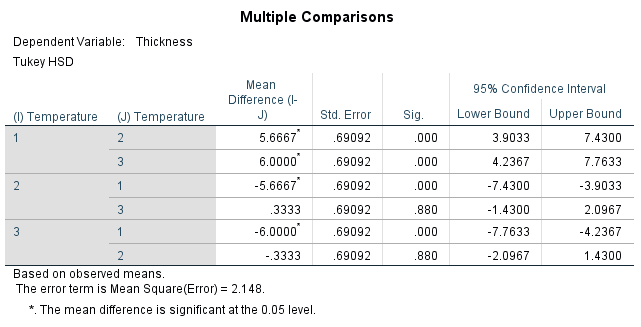 Multiple Comparisons
Dependent Variable: Thickness
Tukey HSD
Mean
Difference (I-
J)
95% Confidence Interval
(I) Temperature (J) Temperature Std. Error Sig. Lower Bound Upper Bound
1 2 5.6667* .69092 .000 3.9033 7.4300
3 6.0000* .69092 .000 4.2367 7.7633
2 1 -5.6667* .69092 .000 -7.4300 -3.9033
3 .3333 .69092 .880 -1.4300 2.0967
3 1 -6.0000* .69092 .000 -7.7633 -4.2367
2 -.3333 .69092 .880 -2.0967 1.4300
Based on observed means.
The error term is Mean Square(Error) = 2.148.
*. The mean difference is significant at the 0.05 level.